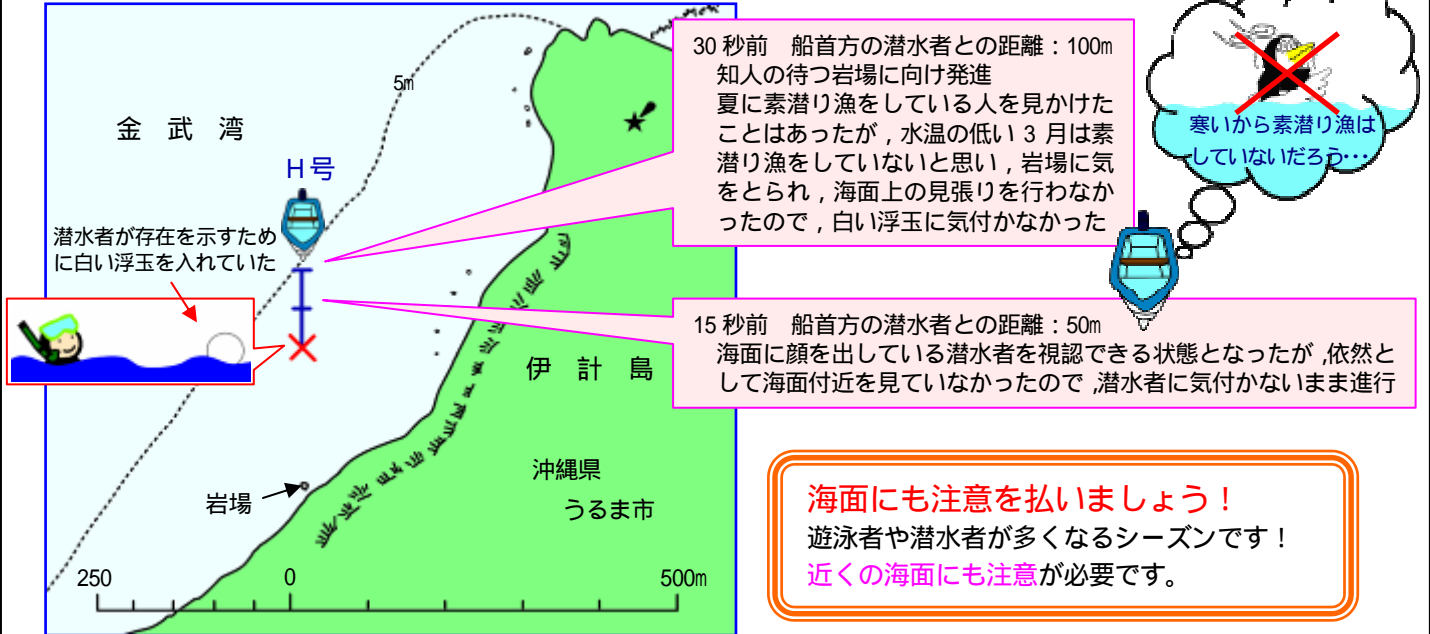 30秒前　船首方の潜水者との距離：100m
知人の待つ岩場に向け発進
夏に素潜り漁をしている人を見かけた
ことはあったが，水温の低い3月は素
潜り漁をしていないと思い，岩場に気
をとられ，海面上の見張りを行わなか
ったので，白い浮玉に気付かなかった
寒いから素潜り漁は
していないだろう･･･
5m
金　武　湾
H号
潜水者が存在を示すため
に白い浮玉を入れていた
15秒前　船首方の潜水者との距離：50m
海面に顔を出している潜水者を視認できる状態となったが,依然と
して海面付近を見ていなかったので,潜水者に気付かないまま進行
伊　計　島
沖縄県
うるま市
岩場
250 0 500m
海面にも注意を払いましょう！
遊泳者や潜水者が多くなるシーズンです！
近くの海面にも注意が必要です。